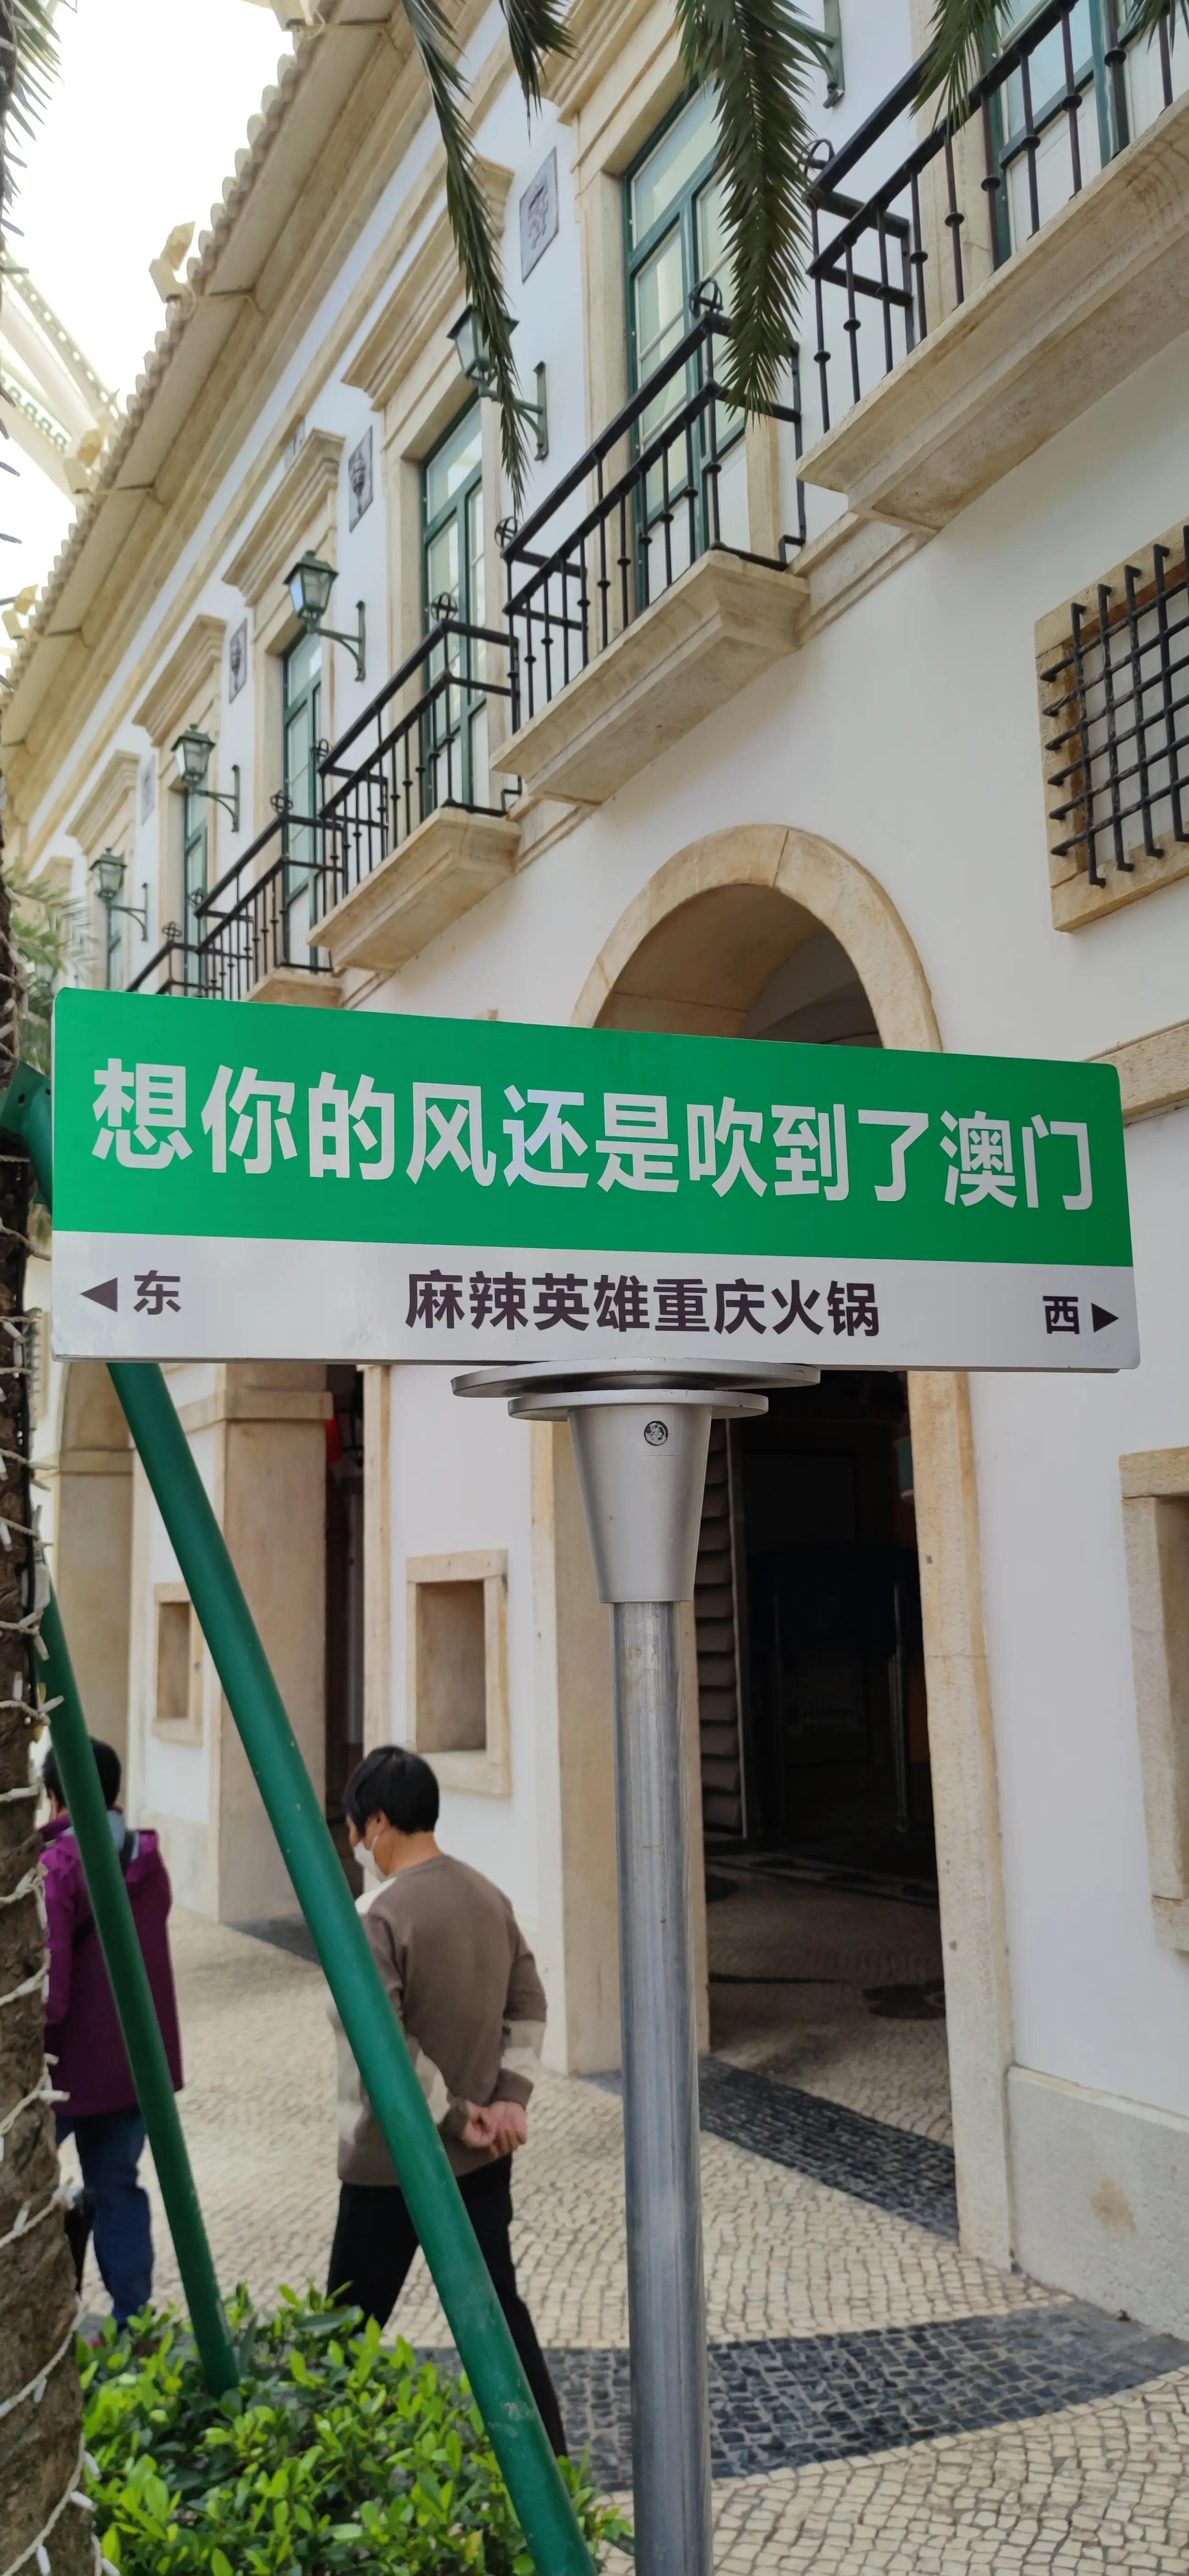 想你的风还是吹到了澳门
东 麻辣英雄重庆火锅 西